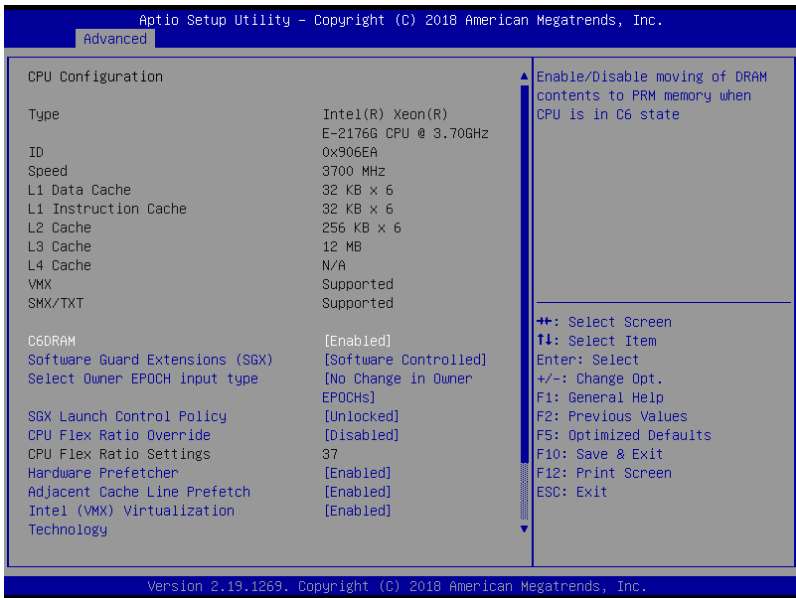 Aptio Setup Utility – Copyright (C) 2018 American Megatrends, Inc.
Advanced
CPU Configuration
Type Intel(R) Xeon(R)
E-2176G CPU @ 3.70GHz
ID 0x906EA
Speed 3700 MHz
L1 Data Cache 32 KB x 6
L1 Instruction Cache 32 KB x 6
L2 Cache 256 KB x 6
L3 Cache 12 MB
L4 Cache N/A
VMX Supported
SMX/TXT Supported
C6DRAM [Enabled]
Software Guard Extensions (SGX) [Software Controlled]
Select Owner EPOCH input type [No Change in Owner
EPOCHs]
SGX Launch Control Policy [Unlocked]
CPU Flex Ratio Override [Disabled]
CPU Flex Ratio Settings 37
Hardware Prefetcher [Enabled]
Adjacent Cache Line Prefetch [Enabled]
Intel (VMX) Virtualization [Enabled]
Technology
Enable/Disable moving of DRAM
contents to PRM memory when
CPU is in C6 state
→←: Select Screen
↑↓: Select Item
Enter: Select
+/-: Change Opt.
F1: General Help
F2: Previous Values
F5: Optimized Defaults
F10: Save & Exit
F12: Print Screen
ESC: Exit
Version 2.19.1269. Copyright (C) 2018 American Megatrends, Inc.